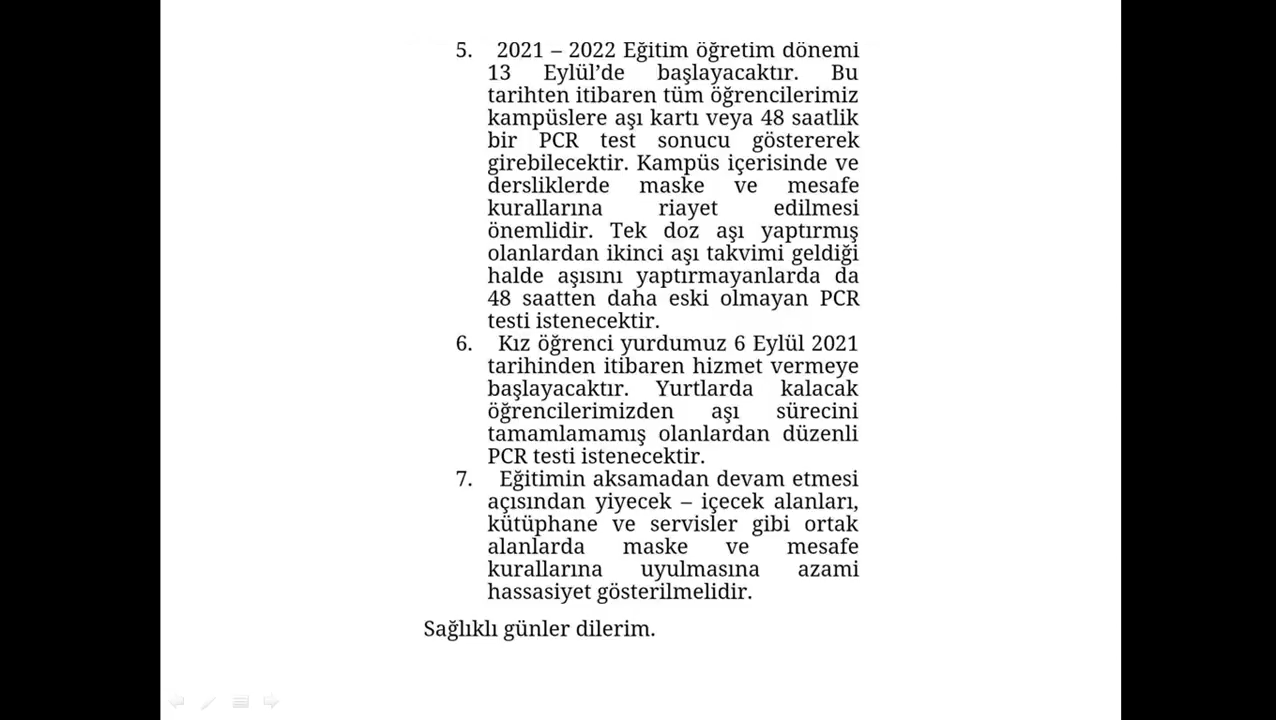 5. 2021 – 2022 Eğitim öğretim dönemi
13 Eylül’de başlayacaktır. Bu
tarihten itibaren tüm öğrencilerimiz
kampüslere aşı kartı veya 48 saatlik
bir PCR test sonucu göstererek
girebilecektir. Kampüs içerisinde ve
dersliklerde maske ve mesafe
kurallarına riayet edilmesi
önemlidir. Tek doz aşı yaptırmış
olanlardan ikinci aşı takvimi geldiği
halde aşısını yaptırmayanlarda da
48 saatten daha eski olmayan PCR
testi istenecektir.
6. Kız öğrenci yurdumuz 6 Eylül 2021
tarihinden itibaren hizmet vermeye
başlayacaktır. Yurtlarda kalacak
öğrencilerimizden aşı sürecini
tamamlamamış olanlardan düzenli
PCR testi istenecektir.
7. Eğitimin aksamadan devam etmesi
açısından yiyecek – içecek alanları,
kütüphane ve servisler gibi ortak
alanlarda maske ve mesafe
kurallarına uyulmasına azami
hassasiyet gösterilmelidir.
Sağlıklı günler dilerim.